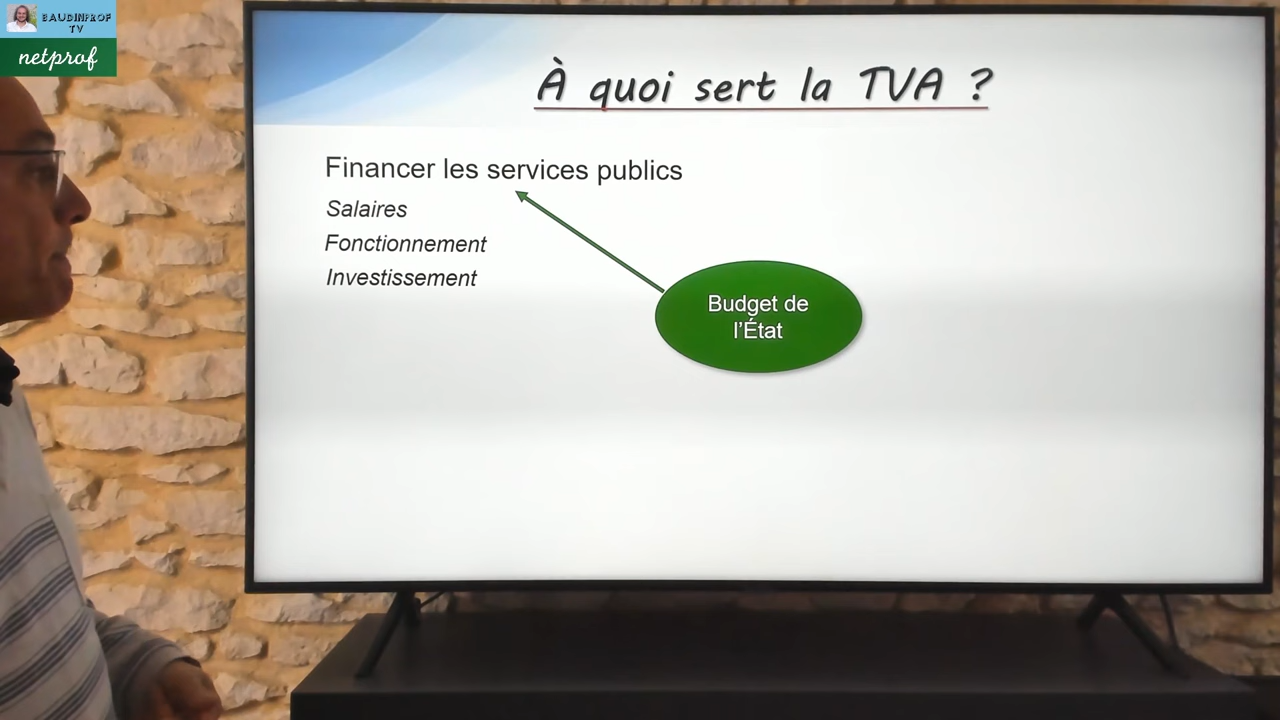 BAUDINPROF
TV
netprof
À quoi sert la TVA ?
Financer les services publics
Salaires
Fonctionnement
Investissement
Budget de
l'État